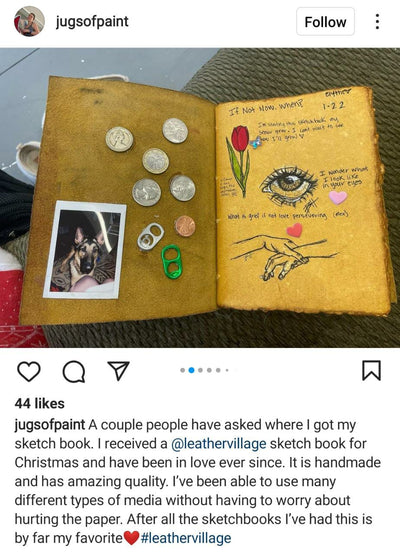 jugsofpaint
Follow
If Not Now, When?
1-22
I wonder what
I look like
in your eyes
What is grief if not love persevering
44 likes
jugsofpaint A couple people have asked where I got my
sketch book. I received a @leathervillage sketch book for
Christmas and have been in love ever since. It is handmade
and has amazing quality. I've been able to use many
different types of media without having to worry about
hurting the paper. After all the sketchbooks I've had this is
by far my favorite❤️#leathervillage